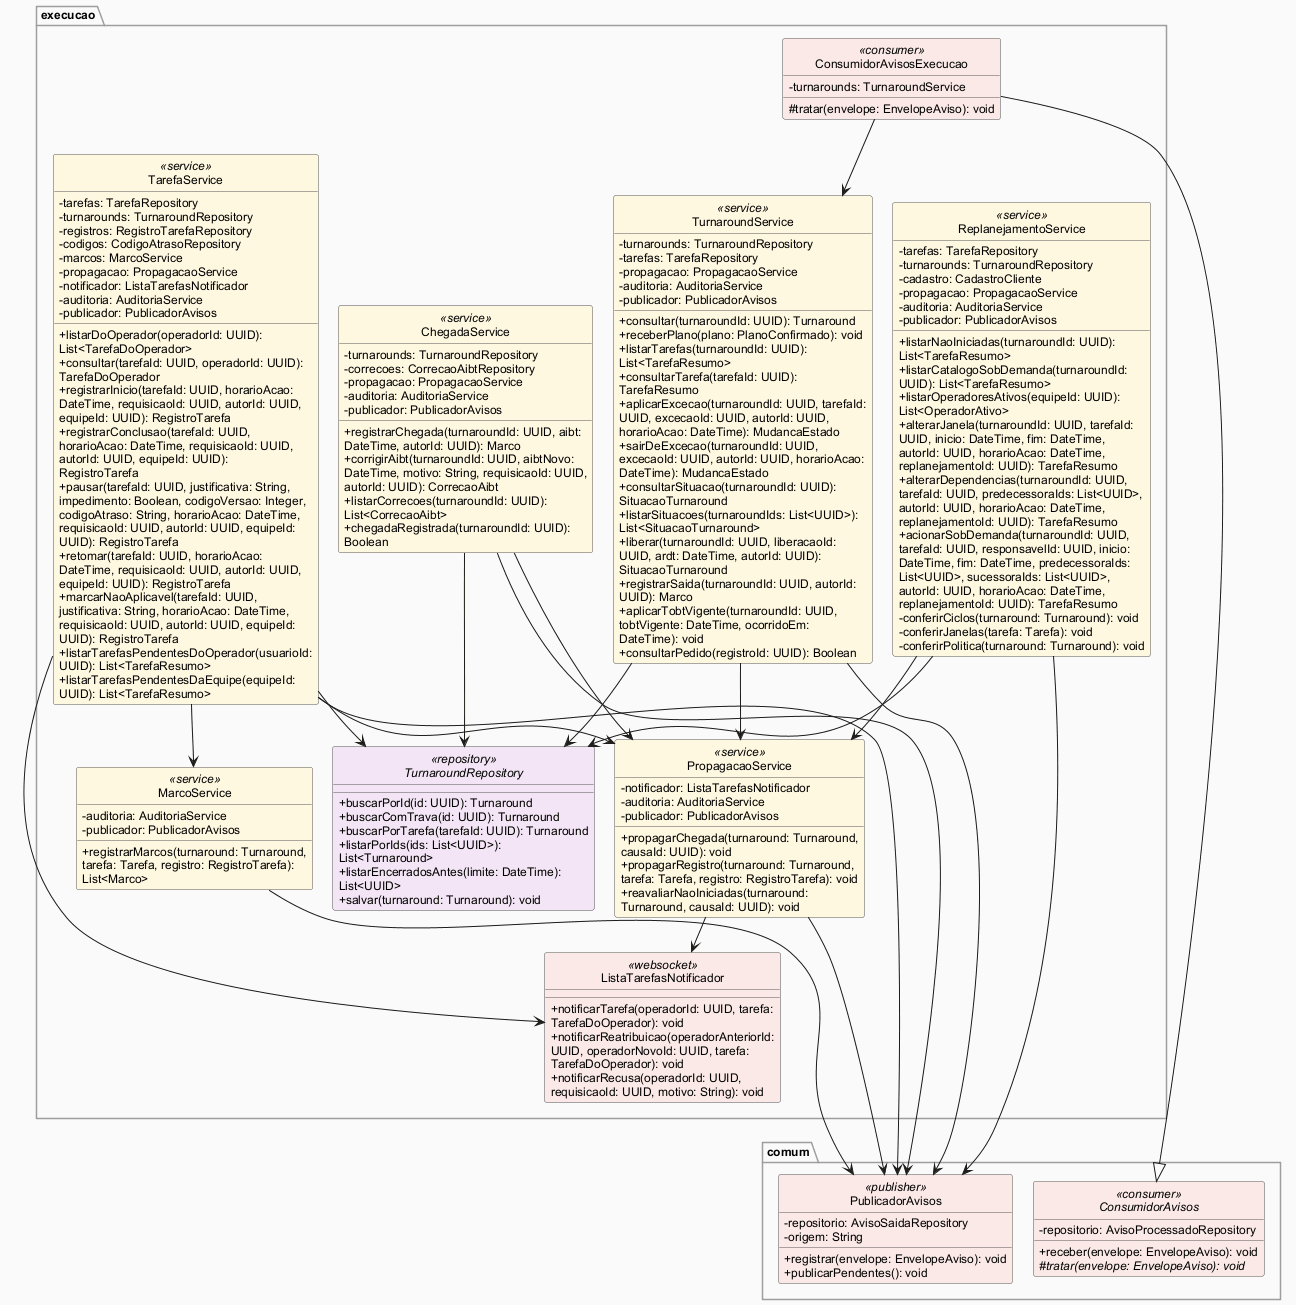 execucao
«consumer»
ConsumidorAvisosExecucao
-turnarounds: TurnaroundService
#tratar(envelope: EnvelopeAviso): void
«service»
TarefaService
-tarefas: TarefaRepository
-turnarounds: TurnaroundRepository
-registros: RegistroTarefaRepository
-codigos: CodigoAtrasoRepository
-marcos: MarcoService
-propagacao: PropagacaoService
-notificador: ListaTarefasNotificador
-auditoria: AuditoriaService
-publicador: PublicadorAvisos
+listarDoOperador(operadorId: UUID):
List<TarefaDoOperador>
+consultar(tarefaId: UUID, operadorId: UUID):
TarefaDoOperador
+registrarInicio(tarefaId: UUID, horarioAcao:
DateTime, requisicaoId: UUID, autorId: UUID,
equipeId: UUID): RegistroTarefa
+registrarConclusao(tarefaId: UUID,
horarioAcao: DateTime, requisicaoId: UUID,
autorId: UUID, equipeId: UUID):
RegistroTarefa
+pausar(tarefaId: UUID, justificativa: String,
impedimento: Boolean, codigoVersao: Integer,
codigoAtraso: String, horarioAcao: DateTime,
requisicaoId: UUID, autorId: UUID, equipeId:
UUID): RegistroTarefa
+retomar(tarefaId: UUID, horarioAcao:
DateTime, requisicaoId: UUID, autorId: UUID,
equipeId: UUID): RegistroTarefa
+marcarNaoAplicavel(tarefaId: UUID,
justificativa: String, horarioAcao: DateTime,
requisicaoId: UUID, autorId: UUID, equipeId:
UUID): RegistroTarefa
+listarTarefasPendentesDoOperador(usuarioId:
UUID): List<TarefaResumo>
+listarTarefasPendentesDaEquipe(equipeId:
UUID): List<TarefaResumo>
«service»
ChegadaService
-turnarounds: TurnaroundRepository
-correcoes: CorrecaoAibtRepository
-propagacao: PropagacaoService
-auditoria: AuditoriaService
-publicador: PublicadorAvisos
+registrarChegada(turnaroundId: UUID, aibt:
DateTime, autorId: UUID): Marco
+corrigirAibt(turnaroundId: UUID, aibtNovo:
DateTime, motivo: String, requisicaoId: UUID,
autorId: UUID): CorrecaoAibt
+listarCorrecoes(turnaroundId: UUID):
List<CorrecaoAibt>
+chegadaRegistrada(turnaroundId: UUID):
Boolean
«service»
TurnaroundService
-turnarounds: TurnaroundRepository
-tarefas: TarefaRepository
-propagacao: PropagacaoService
-auditoria: AuditoriaService
-publicador: PublicadorAvisos
+consultar(turnaroundId: UUID): Turnaround
+receberPlano(plano: PlanoConfirmado): void
+listarTarefas(turnaroundId: UUID):
List<TarefaResumo>
+consultarTarefa(tarefaId: UUID):
TarefaResumo
+aplicarExcecao(turnaroundId: UUID, tarefaId:
UUID, excecaoId: UUID, autorId: UUID,
horarioAcao: DateTime): MudancaEstado
+sairDeExcecao(turnaroundId: UUID,
excecaoId: UUID, autorId: UUID, horarioAcao:
DateTime): MudancaEstado
+consultarSituacao(turnaroundId: UUID):
SituacaoTurnaround
+listarSituacoes(turnaroundIds: List<UUID>):
List<SituacaoTurnaround>
+liberar(turnaroundId: UUID, liberacaoId:
UUID, ardt: DateTime, autorId: UUID):
SituacaoTurnaround
+registrarSaida(turnaroundId: UUID, autorId:
UUID): Marco
+aplicarTobtVigente(turnaroundId: UUID,
tobtVigente: DateTime, ocorridoEm:
DateTime): void
+consultarPedido(registroId: UUID): Boolean
«service»
ReplanejamentoService
-tarefas: TarefaRepository
-turnarounds: TurnaroundRepository
-cadastro: CadastroCliente
-propagacao: PropagacaoService
-auditoria: AuditoriaService
-publicador: PublicadorAvisos
+listarNaoIniciadas(turnaroundId: UUID):
List<TarefaResumo>
+listarCatalogoSobDemanda(turnaroundId:
UUID): List<TarefaResumo>
+listarOperadoresAtivos(equipeId: UUID):
List<OperadorAtivo>
+alterarJanela(turnaroundId: UUID, tarefaId:
UUID, inicio: DateTime, fim: DateTime,
autorId: UUID, horarioAcao: DateTime,
replanejamentoId: UUID): TarefaResumo
+alterarDependencias(turnaroundId: UUID,
tarefaId: UUID, predecessoraIds: List<UUID>,
autorId: UUID, horarioAcao: DateTime,
replanejamentoId: UUID): TarefaResumo
+acionarSobDemanda(turnaroundId: UUID,
tarefaId: UUID, responsavelId: UUID, inicio:
DateTime, fim: DateTime, predecessoraIds:
List<UUID>, sucessoraIds: List<UUID>,
autorId: UUID, horarioAcao: DateTime,
replanejamentoId: UUID): TarefaResumo
-conferirCiclos(turnaround: Turnaround): void
-conferirJanelas(tarefa: Tarefa): void
-conferirPolitica(turnaround: Turnaround): void
«service»
MarcoService
-auditoria: AuditoriaService
-publicador: PublicadorAvisos
+registrarMarcos(turnaround: Turnaround,
tarefa: Tarefa, registro: RegistroTarefa):
List<Marco>
«repository»
TurnaroundRepository
+buscarPorId(id: UUID): Turnaround
+buscarComTrava(id: UUID): Turnaround
+buscarPorTarefa(tarefaId: UUID): Turnaround
+listarPorIds(ids: List<UUID>):
List<Turnaround>
+listarEncerradosAntes(limite: DateTime):
List<UUID>
+salvar(turnaround: Turnaround): void
«service»
PropagacaoService
-notificador: ListaTarefasNotificador
-auditoria: AuditoriaService
-publicador: PublicadorAvisos
+propagarChegada(turnaround: Turnaround,
causaId: UUID): void
+propagarRegistro(turnaround: Turnaround,
tarefa: Tarefa, registro: RegistroTarefa): void
+reavaliarNaoIniciadas(turnaround:
Turnaround, causaId: UUID): void
«websocket»
ListaTarefasNotificador
+notificarTarefa(operadorId: UUID, tarefa:
TarefaDoOperador): void
+notificarReatribuicao(operadorAnteriorId:
UUID, operadorNovoId: UUID, tarefa:
TarefaDoOperador): void
+notificarRecusa(operadorId: UUID,
requisicaoId: UUID, motivo: String): void
comum
«publisher»
PublicadorAvisos
-repositorio: AvisoSaidaRepository
-origem: String
+registrar(envelope: EnvelopeAviso): void
+publicarPendentes(): void
«consumer»
ConsumidorAvisos
-repositorio: AvisoProcessadoRepository
+receber(envelope: EnvelopeAviso): void
#tratar(envelope: EnvelopeAviso): void